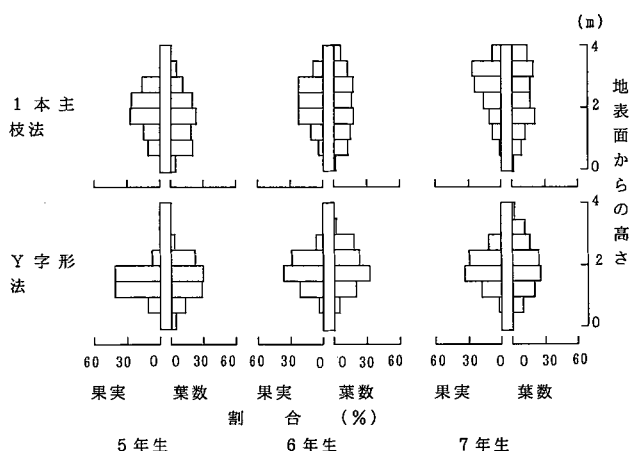 (m)
4
2
0
地表面からの高さ
1本主
枝法
4
2
0
Y字形
法
60 30 0 0 30 60
60 30 0 0 30 60
60 30 0 0 30 60
果実 葉数
果実 葉数
果実 葉数
割合 (%)
5年生
6年生
7年生